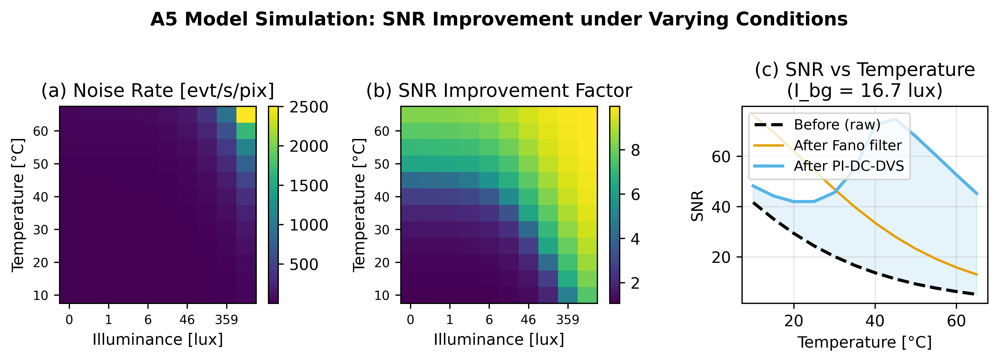 A5 Model Simulation: SNR Improvement under Varying Conditions
(a) Noise Rate [evt/s/pix]
Temperature [°C]
60
50
40
30
20
10
0 1 6 46 359
Illuminance [lux]
2500
2000
1500
1000
500
(b) SNR Improvement Factor
Temperature [°C]
60
50
40
30
20
10
0 1 6 46 359
Illuminance [lux]
8
6
4
2
(c) SNR vs Temperature
(I_bg = 16.7 lux)
Before (raw)
After Fano filter
After PI-DC-DVS
SNR
60
40
20
20 40 60
Temperature [°C]